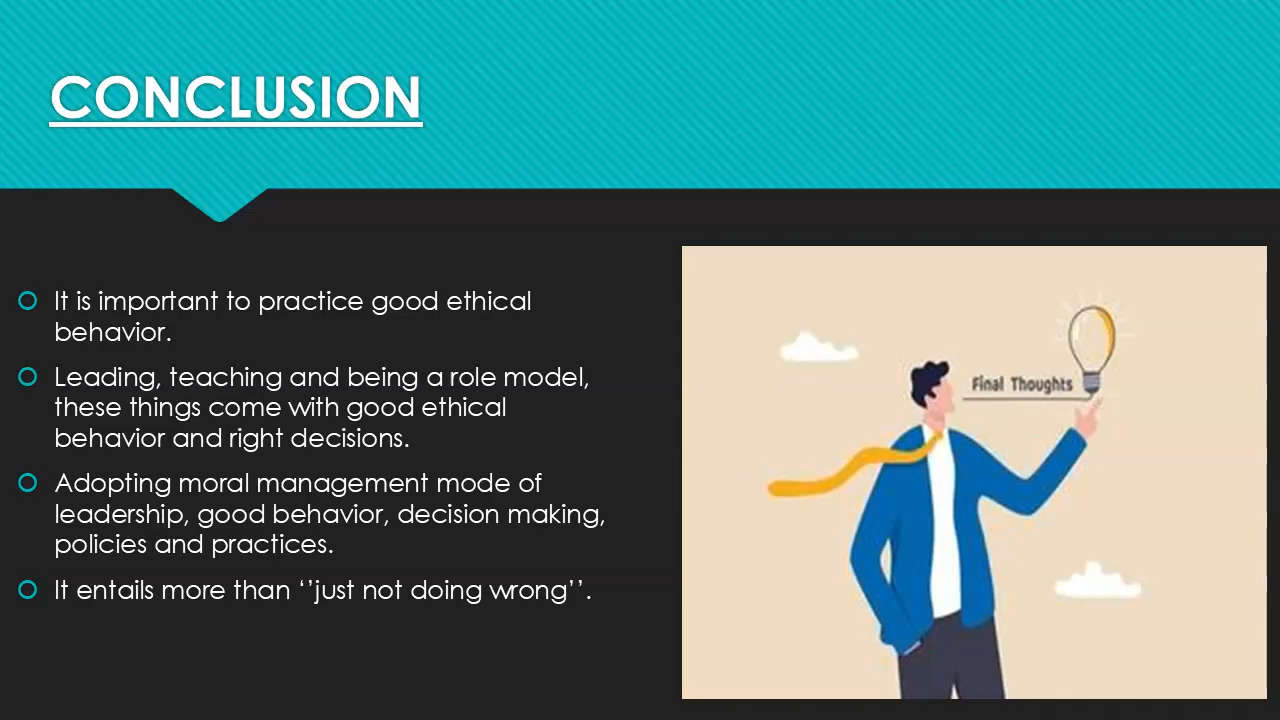 CONCLUSION
It is important to practice good ethical
behavior.
Leading, teaching and being a role model,
these things come with good ethical
behavior and right decisions.
Adopting moral management mode of
leadership, good behavior, decision making,
policies and practices.
It entails more than ‘’just not doing wrong’’.
Final Thoughts